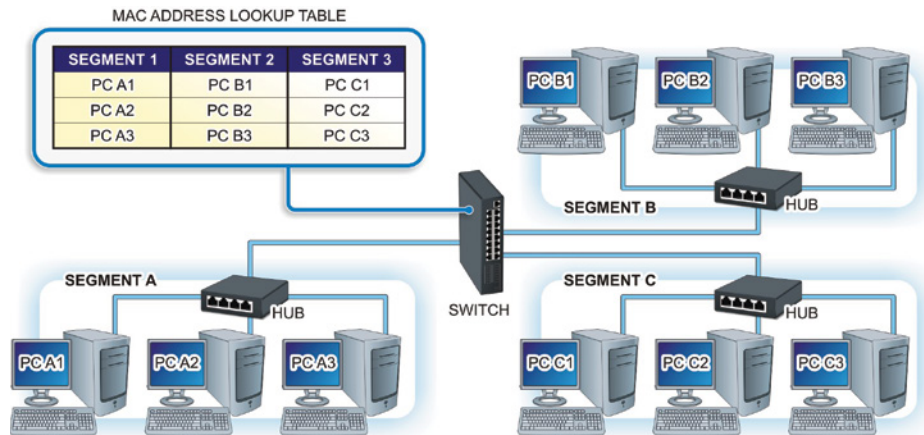 MAC ADDRESS LOOKUP TABLE
SEGMENT 1 SEGMENT 2 SEGMENT 3
PC A1 PC B1 PC C1
PC A2 PC B2 PC C2
PC A3 PC B3 PC C3
PC B1 PC B2 PC B3
SEGMENT B
HUB
SWITCH
SEGMENT A
HUB
PC A1 PC A2 PC A3
SEGMENT C
HUB
PC C1 PC C2 PC C3